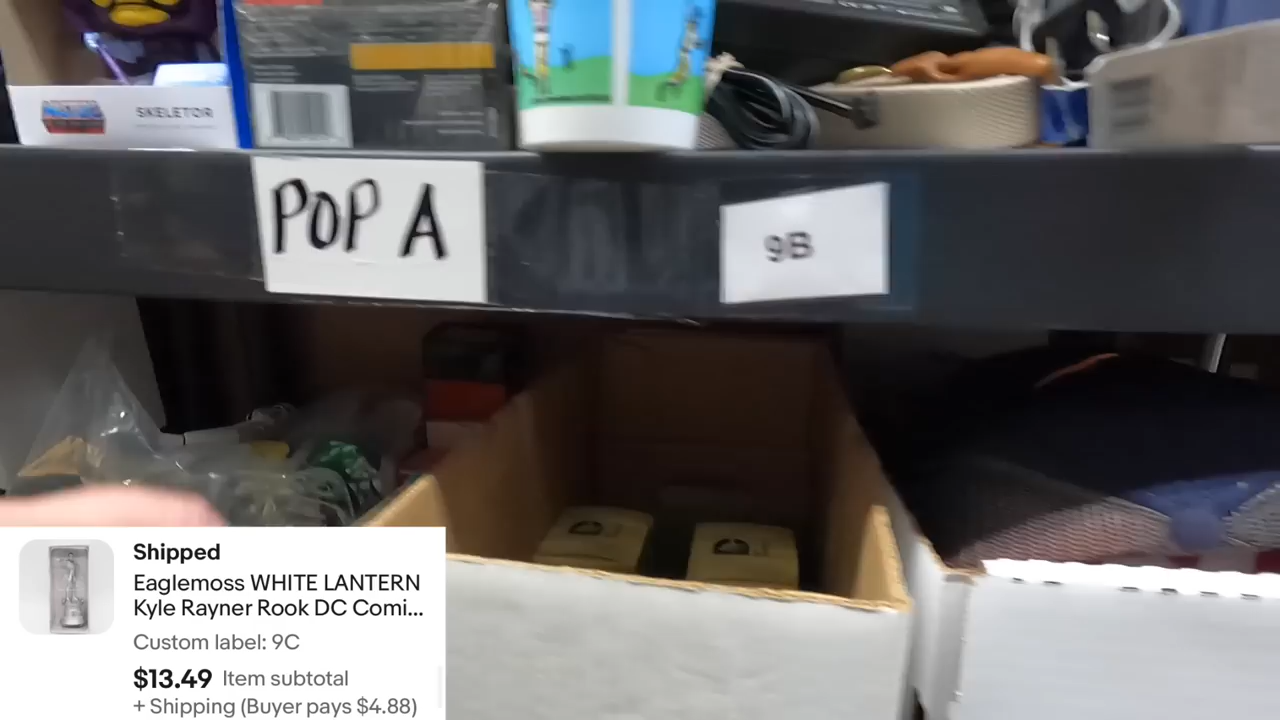 SKELETOR
POP A
9B
Shipped
Eaglemoss WHITE LANTERN
Kyle Rayner Rook DC Comi...
Custom label: 9C
$13.49 Item subtotal
+ Shipping (Buyer pays $4.88)